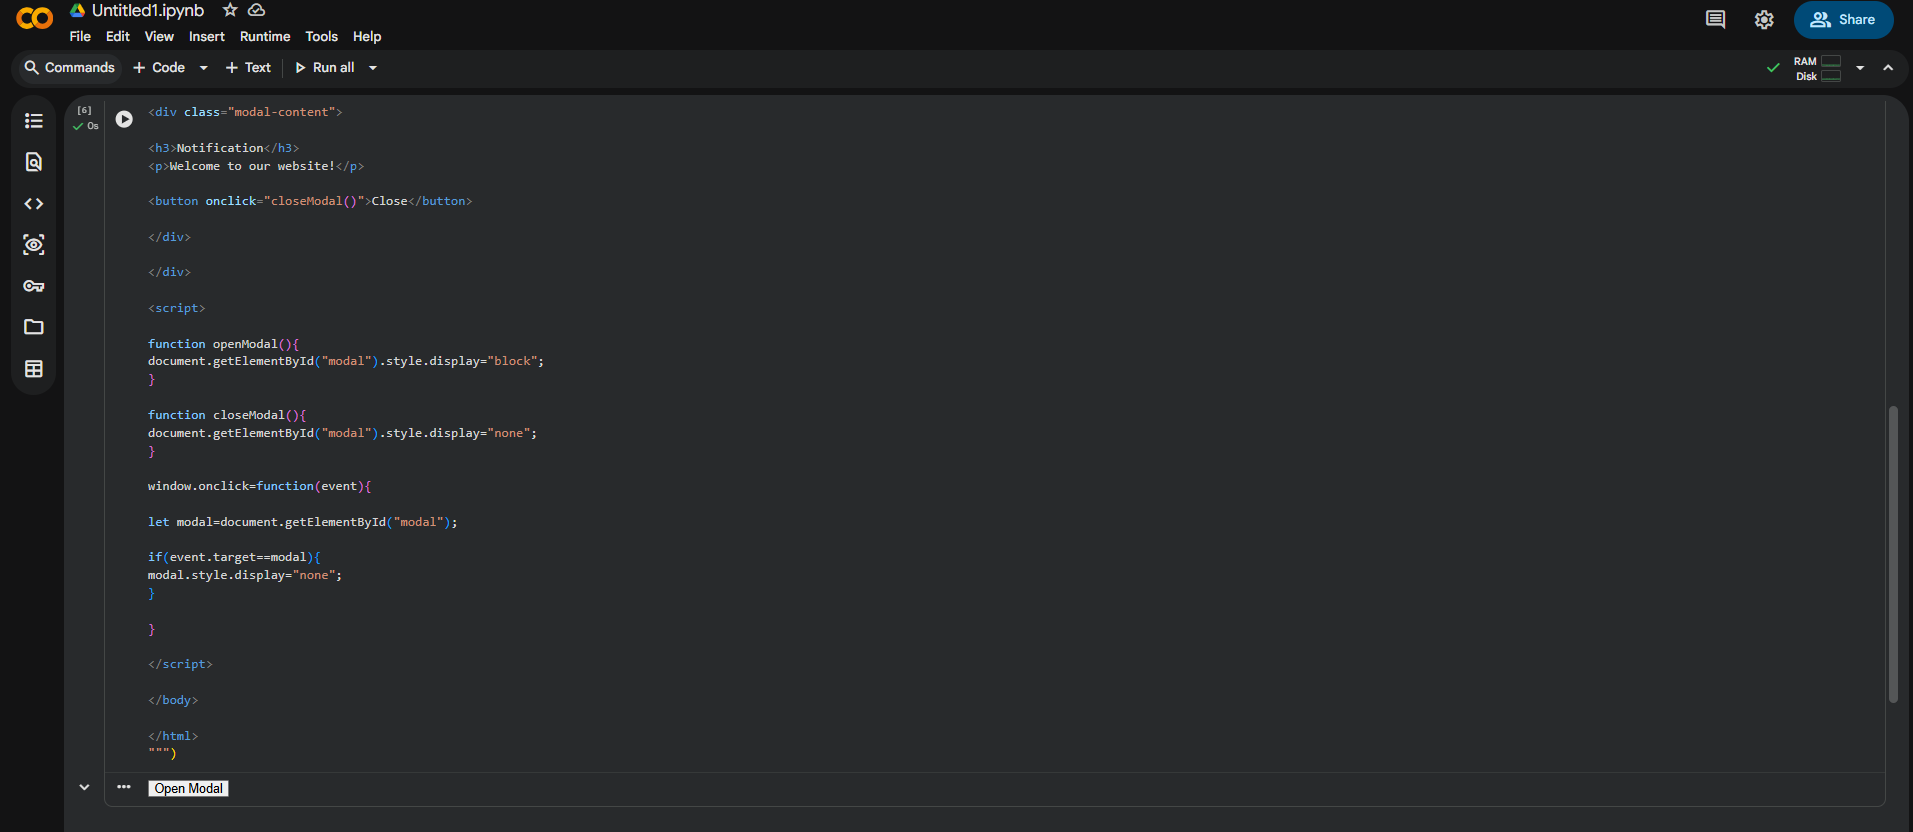 Untitled1.ipynb
File Edit View Insert Runtime Tools Help
Share
Commands + Code + Text Run all
RAM
Disk
[6]
0s
<div class="modal-content">
<h3>Notification</h3>
<p>Welcome to our website!</p>
<button onclick="closeModal()">Close</button>
</div>
</div>
<script>
function openModal(){
document.getElementById("modal").style.display="block";
}
function closeModal(){
document.getElementById("modal").style.display="none";
}
window.onclick=function(event){
let modal=document.getElementById("modal");
if(event.target==modal){
modal.style.display="none";
}
}
</script>
</body>
</html>
""")
Open Modal